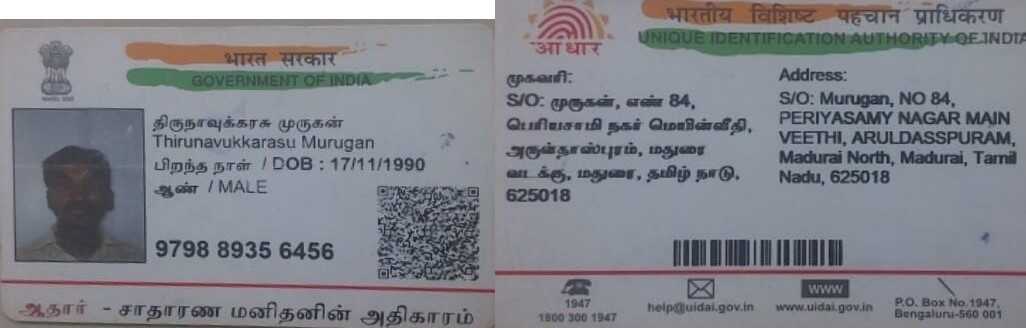 भारत सरकार
GOVERNMENT OF INDIA
திருநாவுக்கரசு முருகன்
Thirunavukkarasu Murugan
பிறந்த நாள் / DOB : 17/11/1990
ஆண் / MALE
9798 8935 6456
ஆதார் - சாதாரண மனிதனின் அதிகாரம்
भारतीय विशिष्ट पहचान प्राधिकरण
UNIQUE IDENTIFICATION AUTHORITY OF INDIA
आधार
முகவரி:
S/O: முருகன், எண் 84,
பெரியசாமி நகர் மெயின்வீதி,
அருள்தாஸ்புரம், மதுரை
வடக்கு, மதுரை, தமிழ் நாடு,
625018
Address:
S/O: Murugan, NO 84,
PERIYASAMY NAGAR MAIN
VEETHI, ARULDASSPURAM,
Madurai North, Madurai, Tamil
Nadu, 625018
1947
1800 300 1947
help@uidai.gov.in
www
www.uidai.gov.in
P.O. Box No.1947,
Bengaluru-560 001